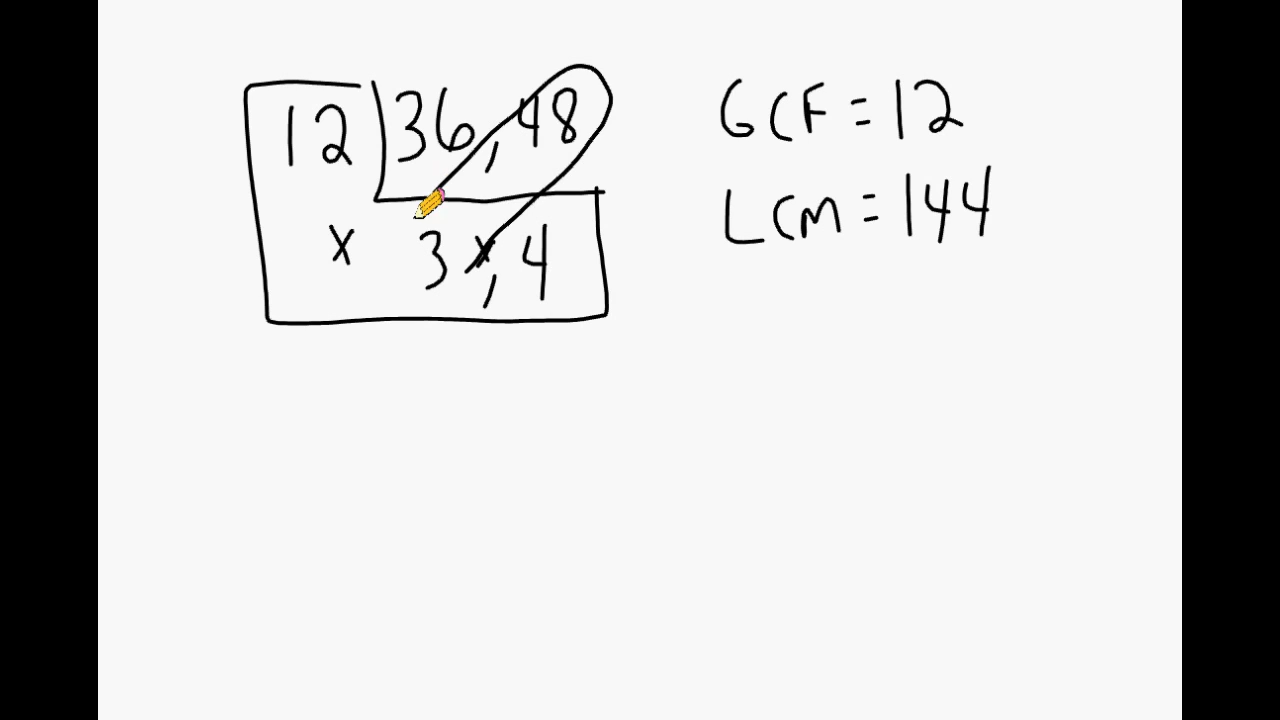 12 36, 48
x 3 x, 4
GCF = 12
LCM = 144